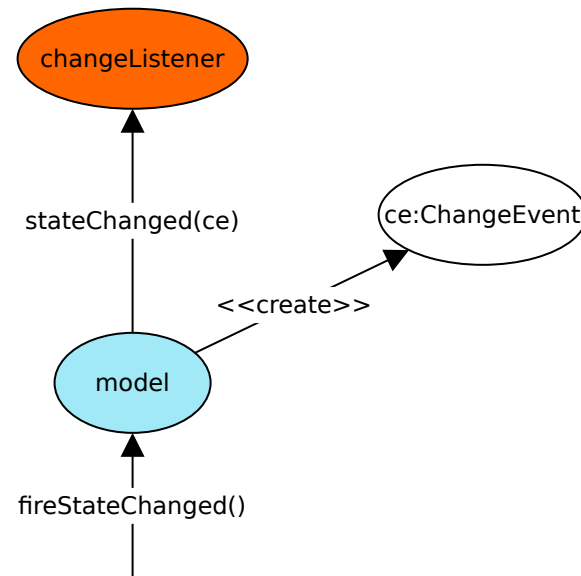 changeListener
stateChanged(ce)
ce:ChangeEvent
<<create>>
model
fireStateChanged()